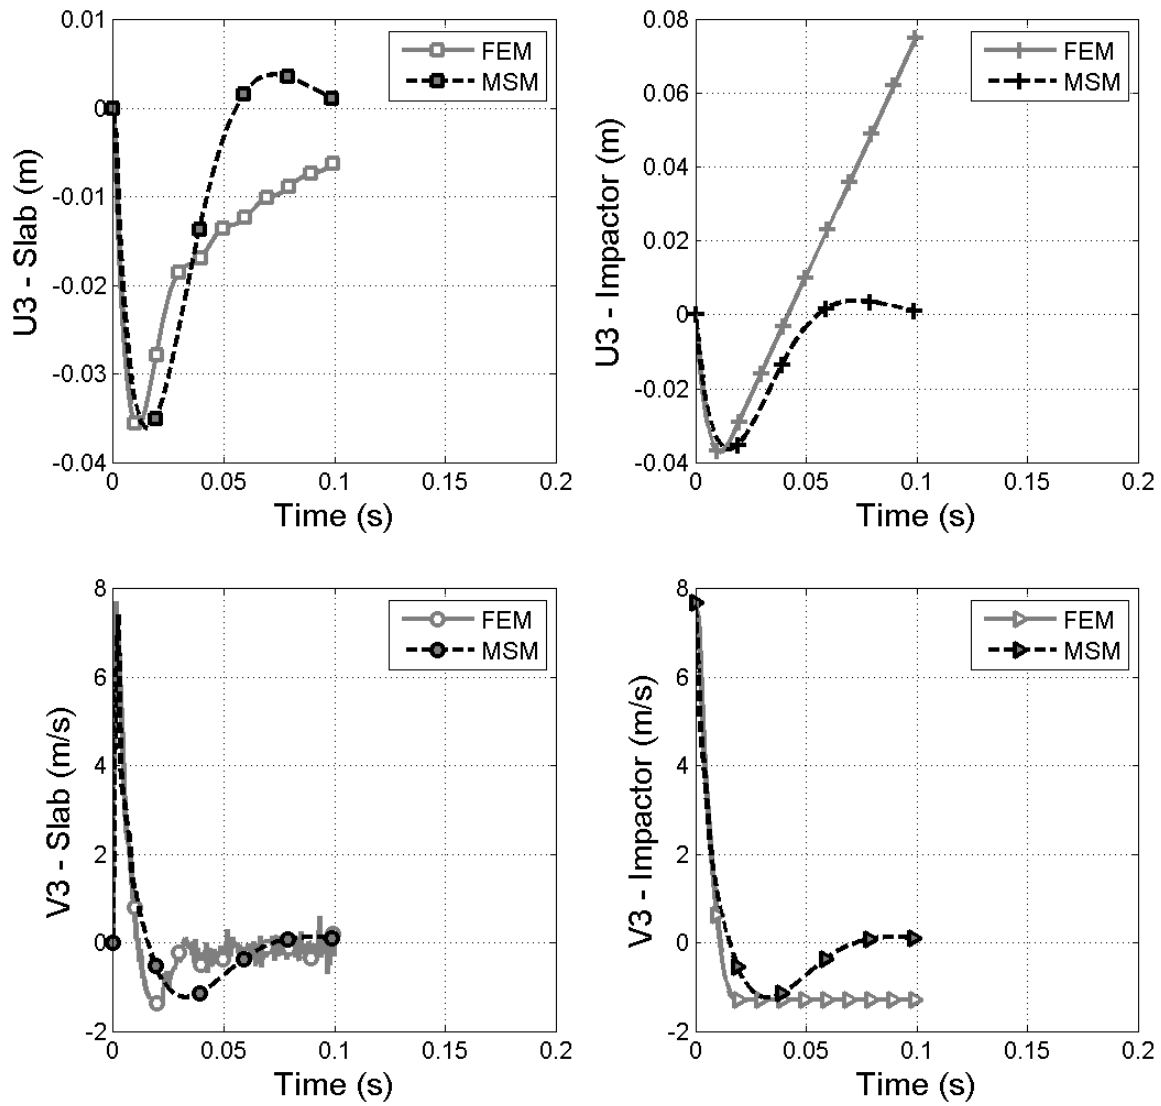 0.01
0
-0.01
-0.02
-0.03
-0.04
U3 - Slab (m)
FEM
MSM
0 0.05 0.1 0.15 0.2
Time (s)
0.08
0.06
0.04
0.02
0
-0.02
-0.04
U3 - Impactor (m)
FEM
MSM
0 0.05 0.1 0.15 0.2
Time (s)
8
6
4
2
0
-2
V3 - Slab (m/s)
FEM
MSM
0 0.05 0.1 0.15 0.2
Time (s)
8
6
4
2
0
-2
V3 - Impactor (m/s)
FEM
MSM
0 0.05 0.1 0.15 0.2
Time (s)